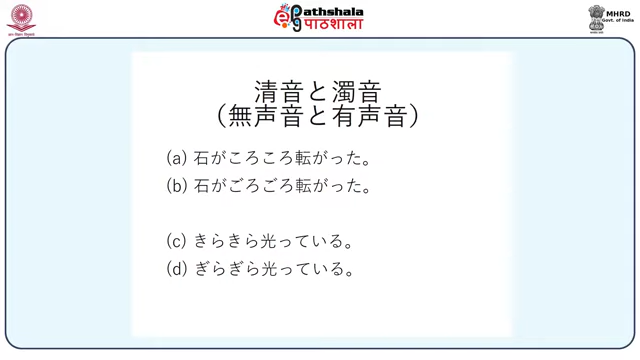 ePathshala
पाठशाला
MHRD
Govt. of India
清音と濁音
(無声音と有声音)
(a) 石がころころ転がった。
(b) 石がごろごろ転がった。
(c) きらきら光っている。
(d) ぎらぎら光っている。